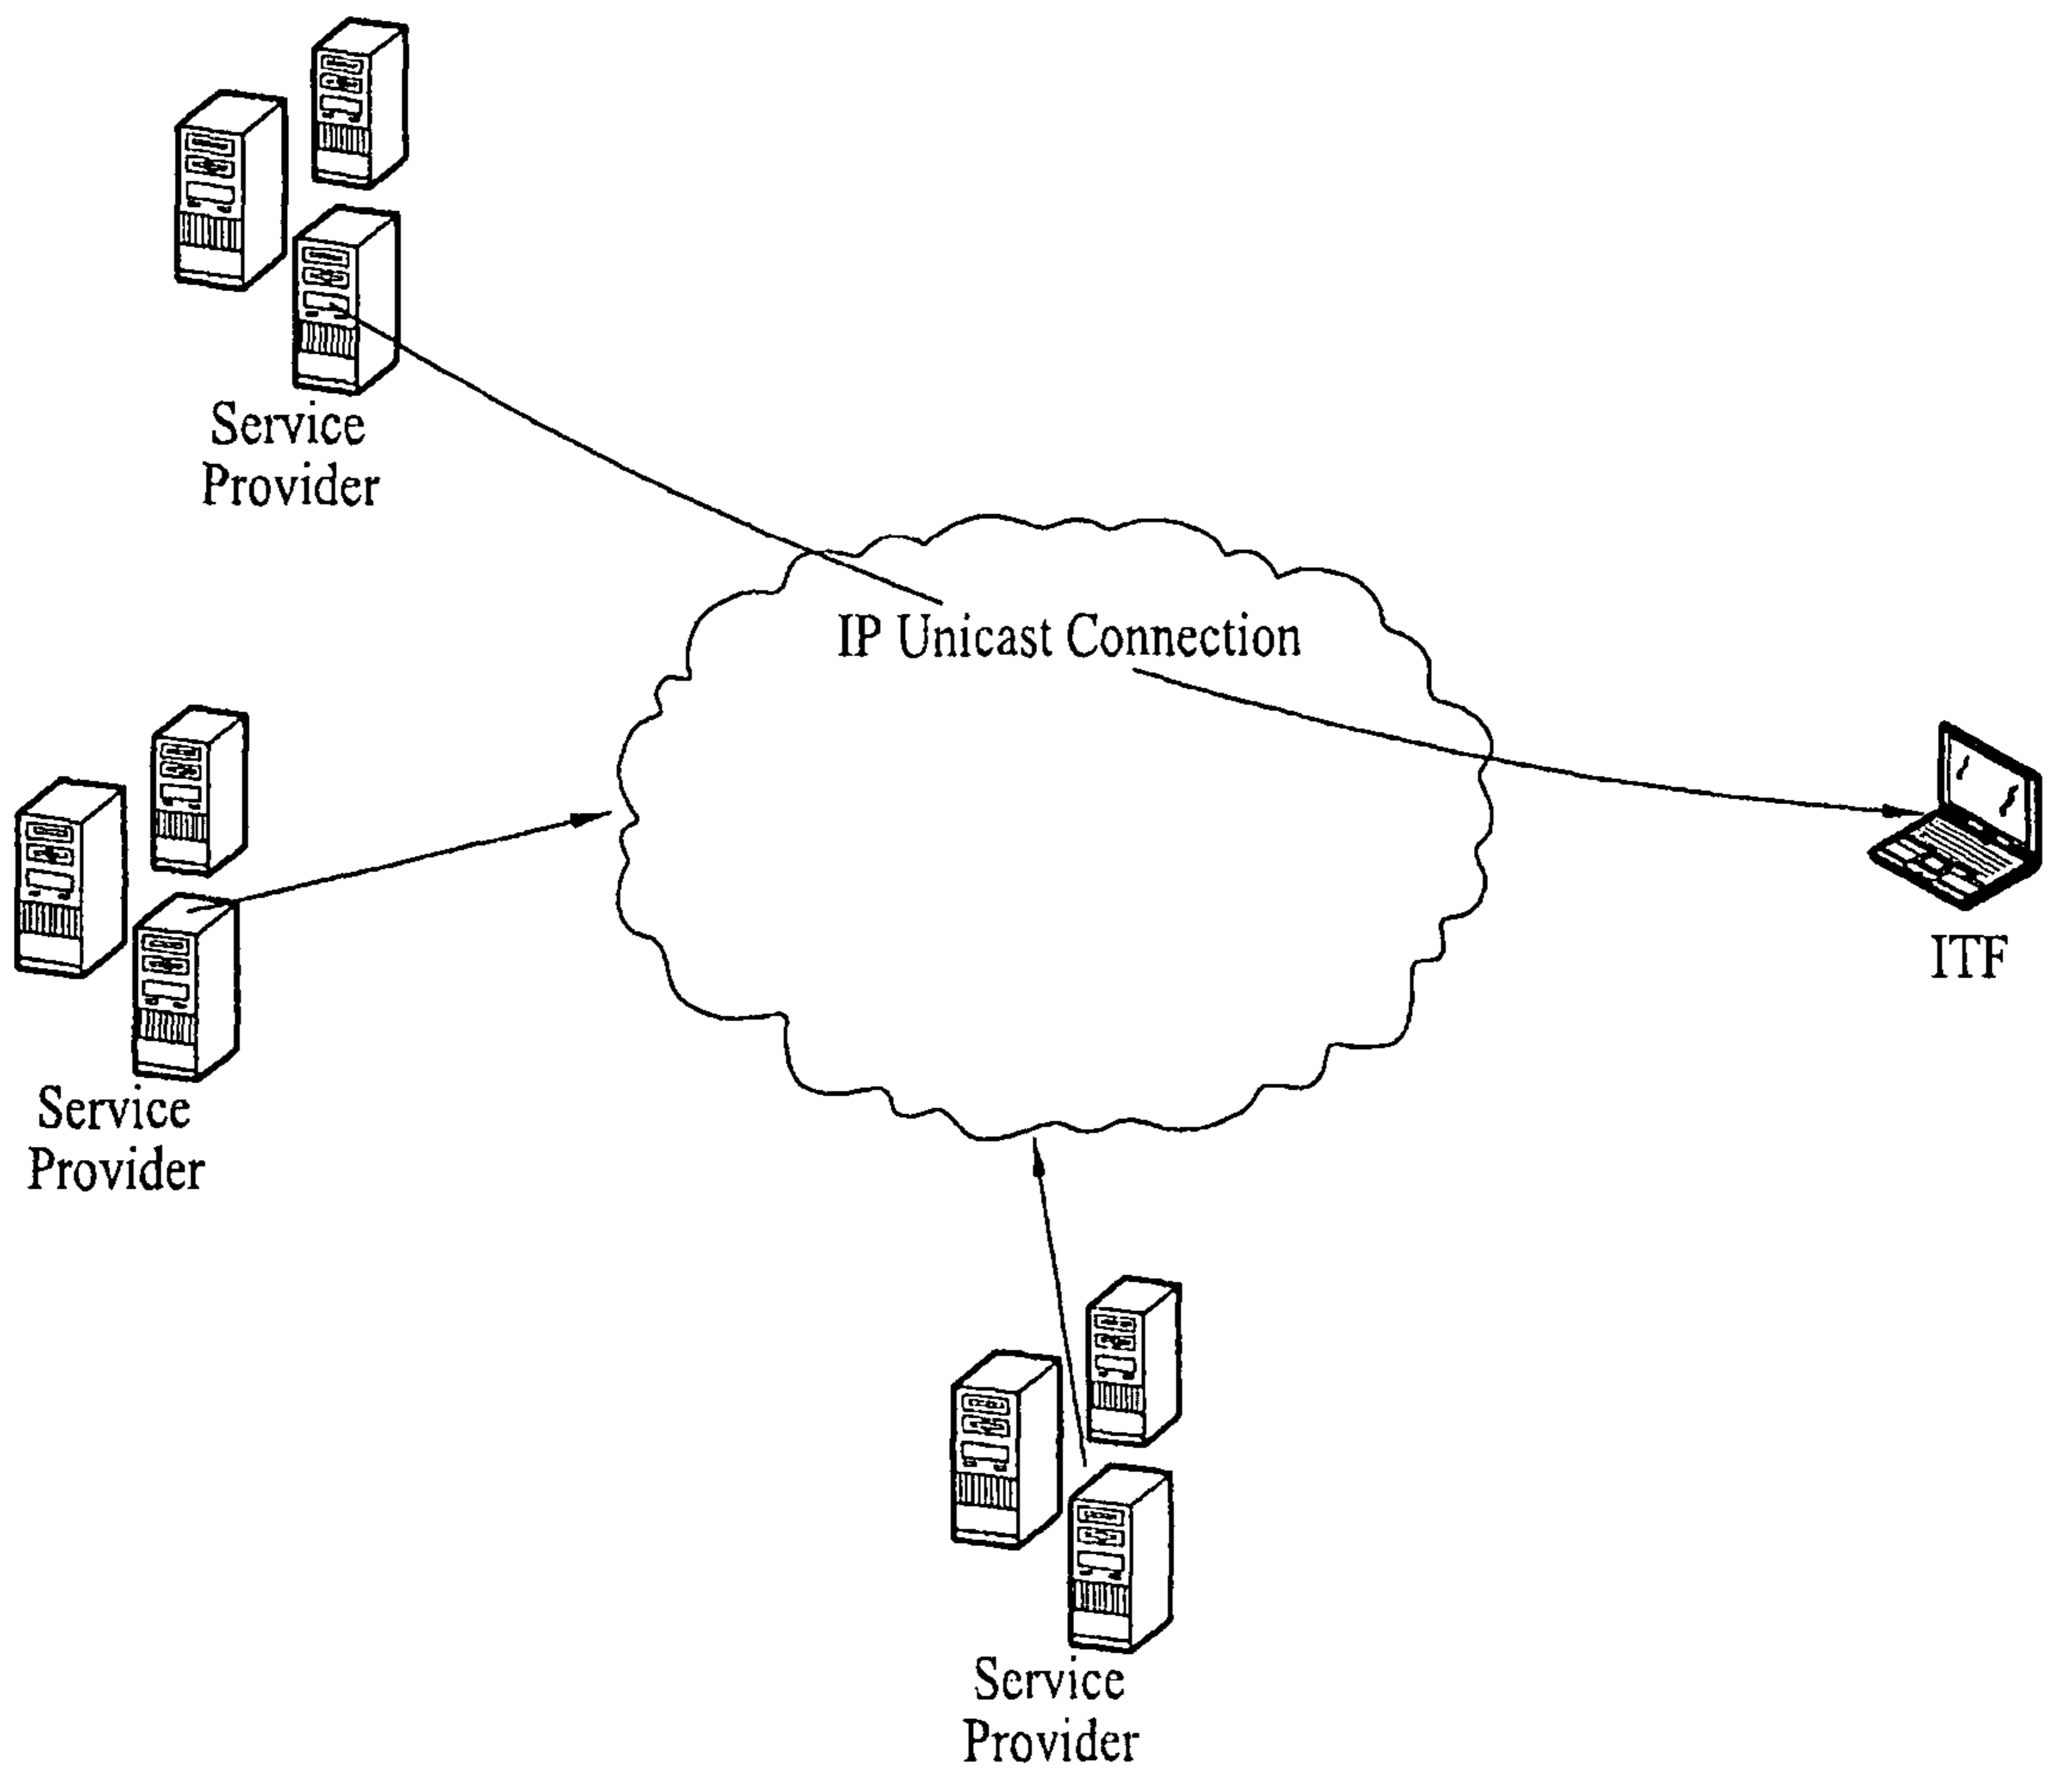 Service
Provider
IP Unicast Connection
ITF
Service
Provider
Service
Provider